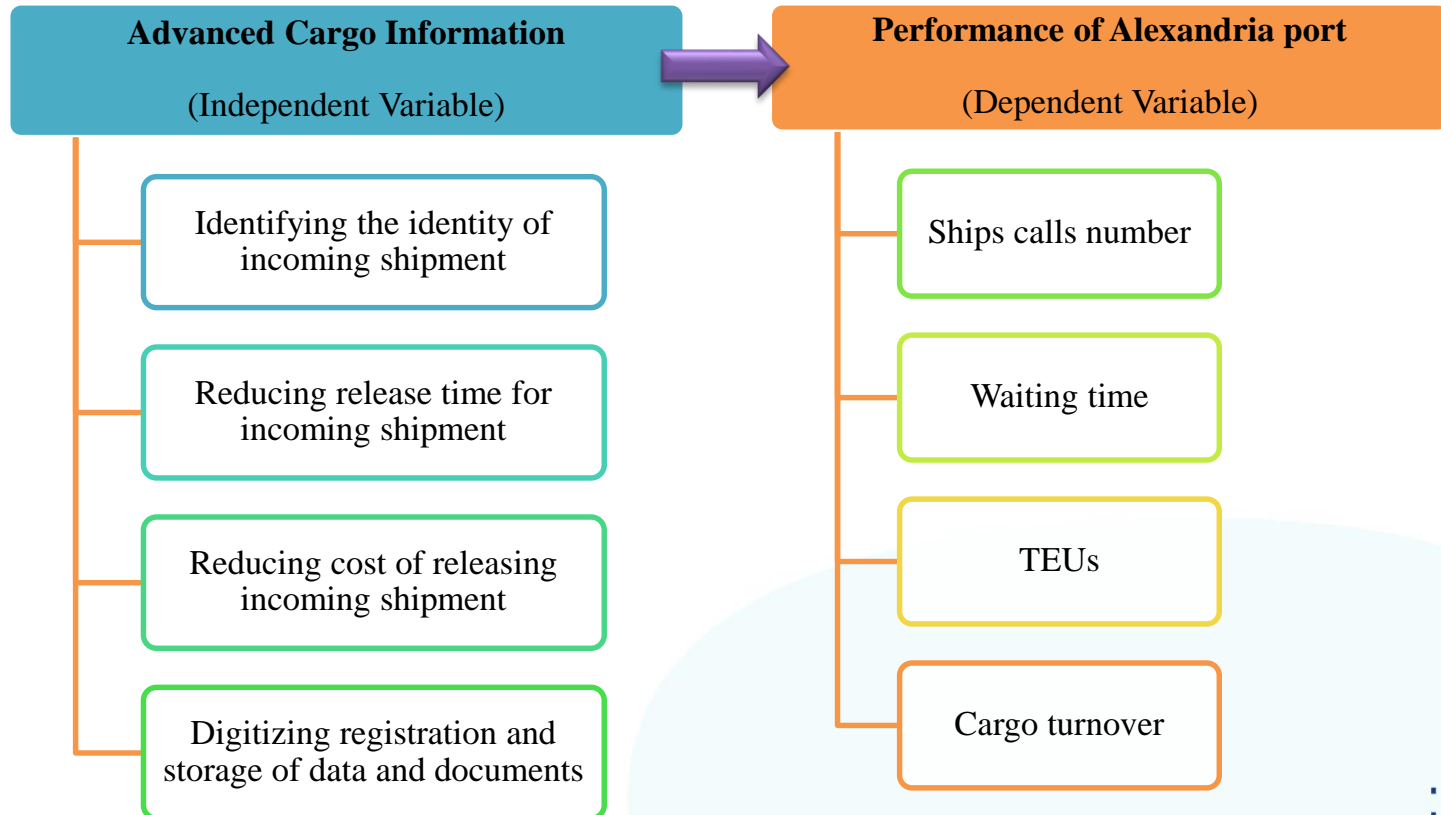 Advanced Cargo Information
(Independent Variable)
Identifying the identity of
incoming shipment
Reducing release time for
incoming shipment
Reducing cost of releasing
incoming shipment
Digitizing registration and
storage of data and documents
Performance of Alexandria port
(Dependent Variable)
Ships calls number
Waiting time
TEUs
Cargo turnover